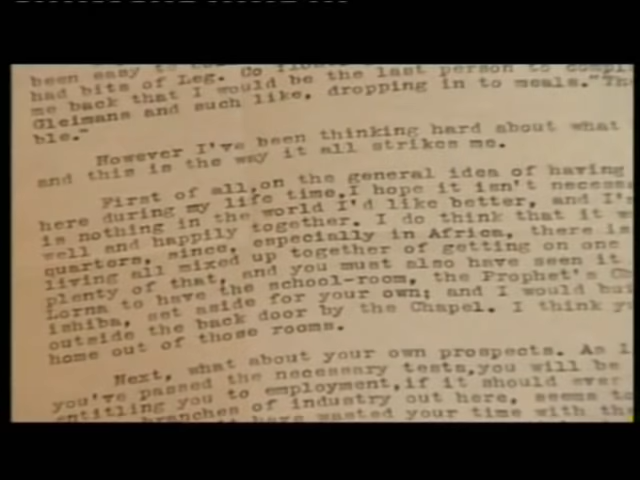 been easy to
had bits of Leg. Co
me back that I would be the last person to
Gleimans and such like, dropping in to meals."
ble."
However I've been thinking hard about what
and this is the way it all strikes me.
First of all,on the general idea of having
here during my life time,I hope it isn't
is nothing in the world I'd like better, and I'
well and happily together. I do think that it
quarters, since, especially in Africa, there is
living all mixed up together of getting on one
plenty of that, and you must also have seen it
Lorna to have the school-room, the Prophet's
ishiba, set aside for your own; and I would
outside the back door by the Chapel. I think
home out of those rooms.
Next, what about your own prospects. As I
you've passed the necessary tests,you will be
entitling you to employment,if it should ever
branches of industry out here, seems to
have wasted your time with the